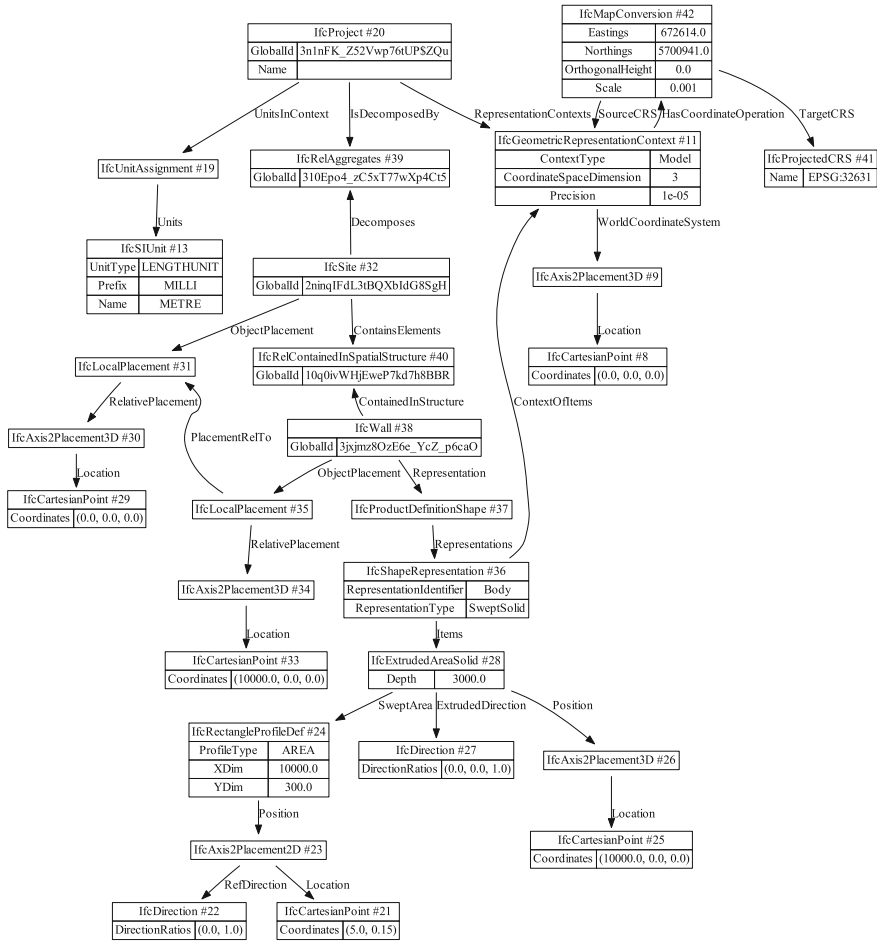 IfcMapConversion #42
Eastings 672614.0
Northings 5700941.0
OrthogonalHeight 0.0
Scale 0.001
IfcProject #20
GlobalId 3n1nFK_Z52Vwp76tUP$ZQu
Name
UnitsInContext
IsDecomposedBy
RepresentationContexts
SourceCRS
HasCoordinateOperation
TargetCRS
IfcUnitAssignment #19
IfcRelAggregates #39
GlobalId 310Epo4_zC5xT77wXp4Ct5
IfcGeometricRepresentationContext #11
ContextType Model
CoordinateSpaceDimension 3
Precision 1e-05
IfcProjectedCRS #41
Name EPSG:32631
Units
Decomposes
WorldCoordinateSystem
IfcSIUnit #13
UnitType LENGTHUNIT
Prefix MILLI
Name METRE
IfcSite #32
GlobalId 2ninqIFdL3tBQXbIdG8SgH
IfcAxis2Placement3D #9
ObjectPlacement
ContainsElements
Location
IfcLocalPlacement #31
IfcRelContainedInSpatialStructure #40
GlobalId 10q0ivWHjEweP7kd7h8BBR
IfcCartesianPoint #8
Coordinates (0.0, 0.0, 0.0)
RelativePlacement
ContainedInStructure
ContextOfItems
IfcAxis2Placement3D #30
PlacementRelTo
IfcWall #38
GlobalId 3jxjmz8OzE6e_YcZ_p6caO
Location
ObjectPlacement
Representation
IfcCartesianPoint #29
Coordinates (0.0, 0.0, 0.0)
IfcLocalPlacement #35
IfcProductDefinitionShape #37
RelativePlacement
Representations
IfcAxis2Placement3D #34
IfcShapeRepresentation #36
RepresentationIdentifier Body
RepresentationType SweptSolid
Location
Items
IfcCartesianPoint #33
Coordinates (10000.0, 0.0, 0.0)
IfcExtrudedAreaSolid #28
Depth 3000.0
SweptArea
ExtrudedDirection
Position
IfcRectangleProfileDef #24
ProfileType AREA
XDim 10000.0
YDim 300.0
IfcDirection #27
DirectionRatios (0.0, 0.0, 1.0)
IfcAxis2Placement3D #26
Position
Location
IfcAxis2Placement2D #23
IfcCartesianPoint #25
Coordinates (10000.0, 0.0, 0.0)
RefDirection
Location
IfcDirection #22
DirectionRatios (0.0, 1.0)
IfcCartesianPoint #21
Coordinates (5.0, 0.15)